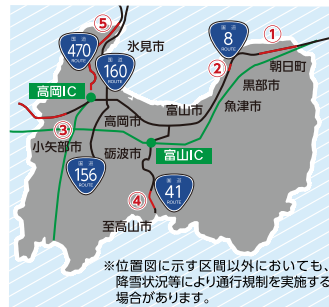 ⑤
国道
470
ROUTE
氷見市
国道
8
ROUTE
①
国道
160
ROUTE
②
朝日町
高岡IC
黒部市
富山市
魚津市
高岡市
③
小矢部市
砺波市
富山IC
国道
156
ROUTE
④
国道
41
ROUTE
至高山市
※位置図に示す区間以外においても、
降雪状況等により通行規制を実施する
場合があります。